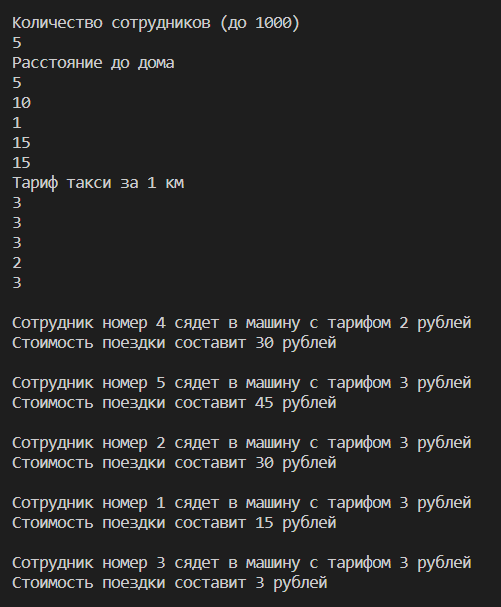 Количество сотрудников (до 1000)
5
Расстояние до дома
5
10
1
15
15
Тариф такси за 1 км
3
3
3
2
3
Сотрудник номер 4 сядет в машину с тарифом 2 рублей
Стоимость поездки составит 30 рублей
Сотрудник номер 5 сядет в машину с тарифом 3 рублей
Стоимость поездки составит 45 рублей
Сотрудник номер 2 сядет в машину с тарифом 3 рублей
Стоимость поездки составит 30 рублей
Сотрудник номер 1 сядет в машину с тарифом 3 рублей
Стоимость поездки составит 15 рублей
Сотрудник номер 3 сядет в машину с тарифом 3 рублей
Стоимость поездки составит 3 рублей